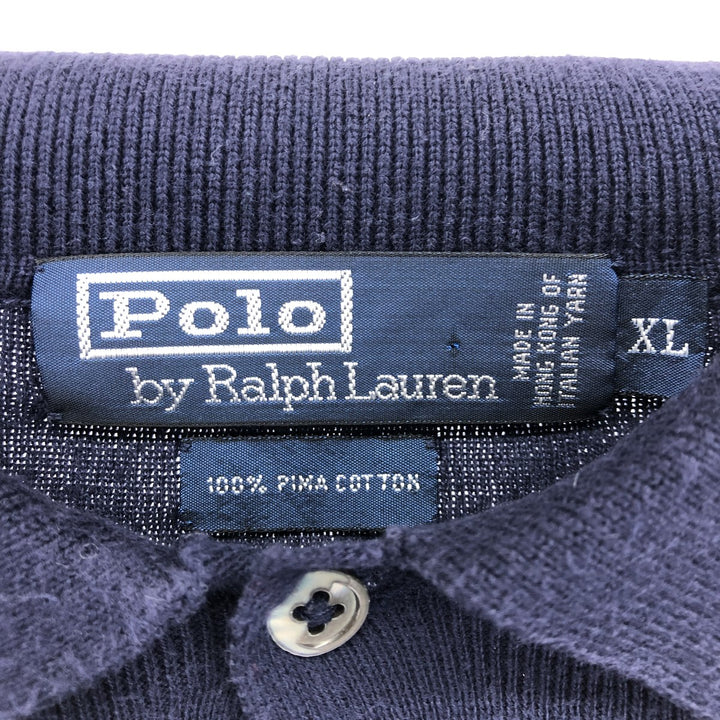 Polo
by Ralph Lauren
MADE IN
HONG KONG OF
ITALIAN YARN
XL
100% PIMA COTTON